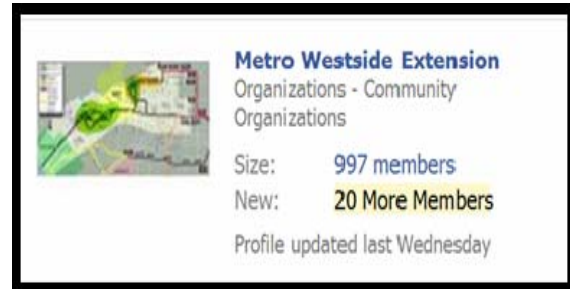 Metro Westside Extension
Organizations - Community
Organizations
Size: 997 members
New: 20 More Members
Profile updated last Wednesday